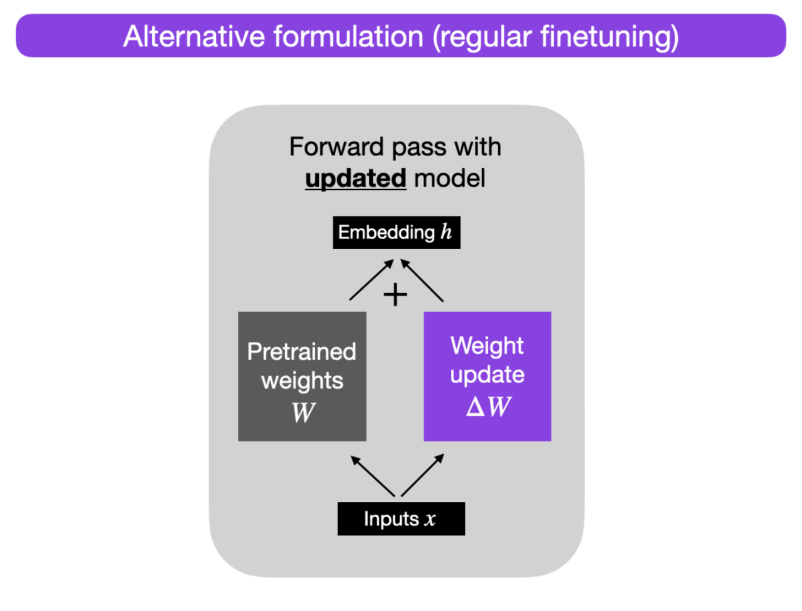 Alternative formulation (regular finetuning)
Forward pass with
updated model
Embedding h
+
Pretrained
weights
W
Weight
update
ΔW
Inputs x